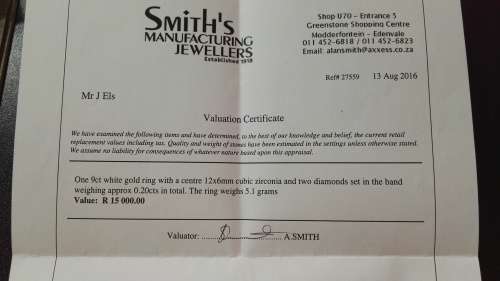 SMITH'S
MANUFACTURING
JEWELLERS
Established 1918
Shop U70 - Entrance 5
Greenstone Shopping Centre
Modderfontein - Edenvale
011 452-6818 / 011 452-6823
Email: alansmith@axxess.co.za
Ref# 27559
13 Aug 2016
Mr J Els
Valuation Certificate
We have examined the following items and have determined, to the best of our knowledge and belief, the current retail
replacement values including tax. Quality and weight of stones have been estimated in the settings unless otherwise stated.
We assume no liability for consequences of whatever nature based upon this appraisal.
One 9ct white gold ring with a centre 12x6mm cubic zirconia and two diamonds set in the band
weighing approx 0.20cts in total. The ring weighs 5.1 grams
Value: R 15 000.00
Valuator: ........................ A.SMITH